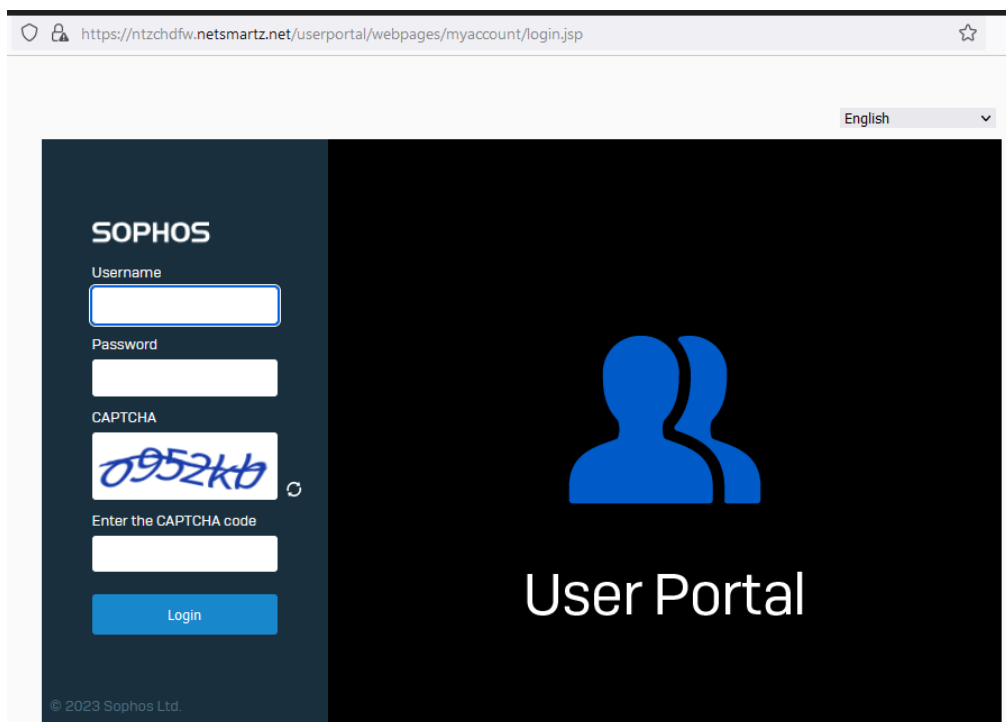 https://ntzchdfw.netsmartz.net/userportal/webpages/myaccount/login.jsp
English
SOPHOS
Username
Password
CAPTCHA
o952kb
Enter the CAPTCHA code
Login
User Portal
© 2023 Sophos Ltd.